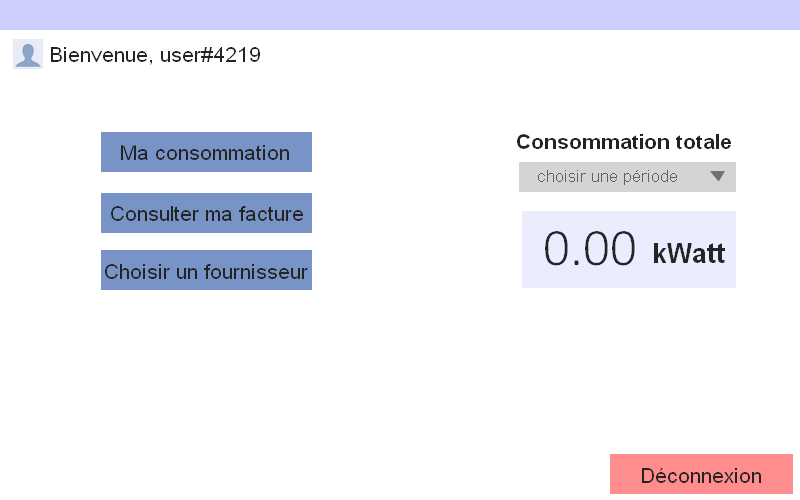 Bienvenue, user#4219
Ma consommation
Consulter ma facture
Choisir un fournisseur
Consommation totale
choisir une période
0.00 kWatt
Déconnexion